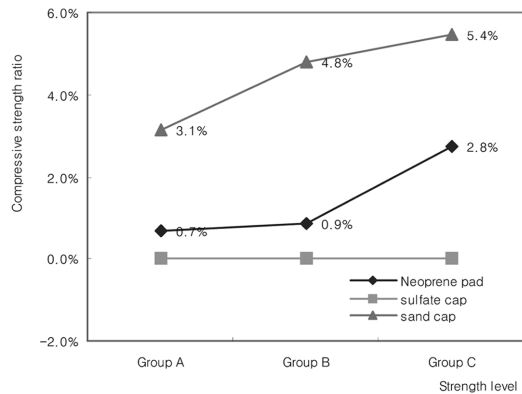 6.0%
4.0%
2.0%
0.0%
−2.0%
Compressive strength ratio
3.1%
4.8%
5.4%
0.7%
0.9%
2.8%
Neoprene pad
sulfate cap
sand cap
Group A
Group B
Group C
Strength level